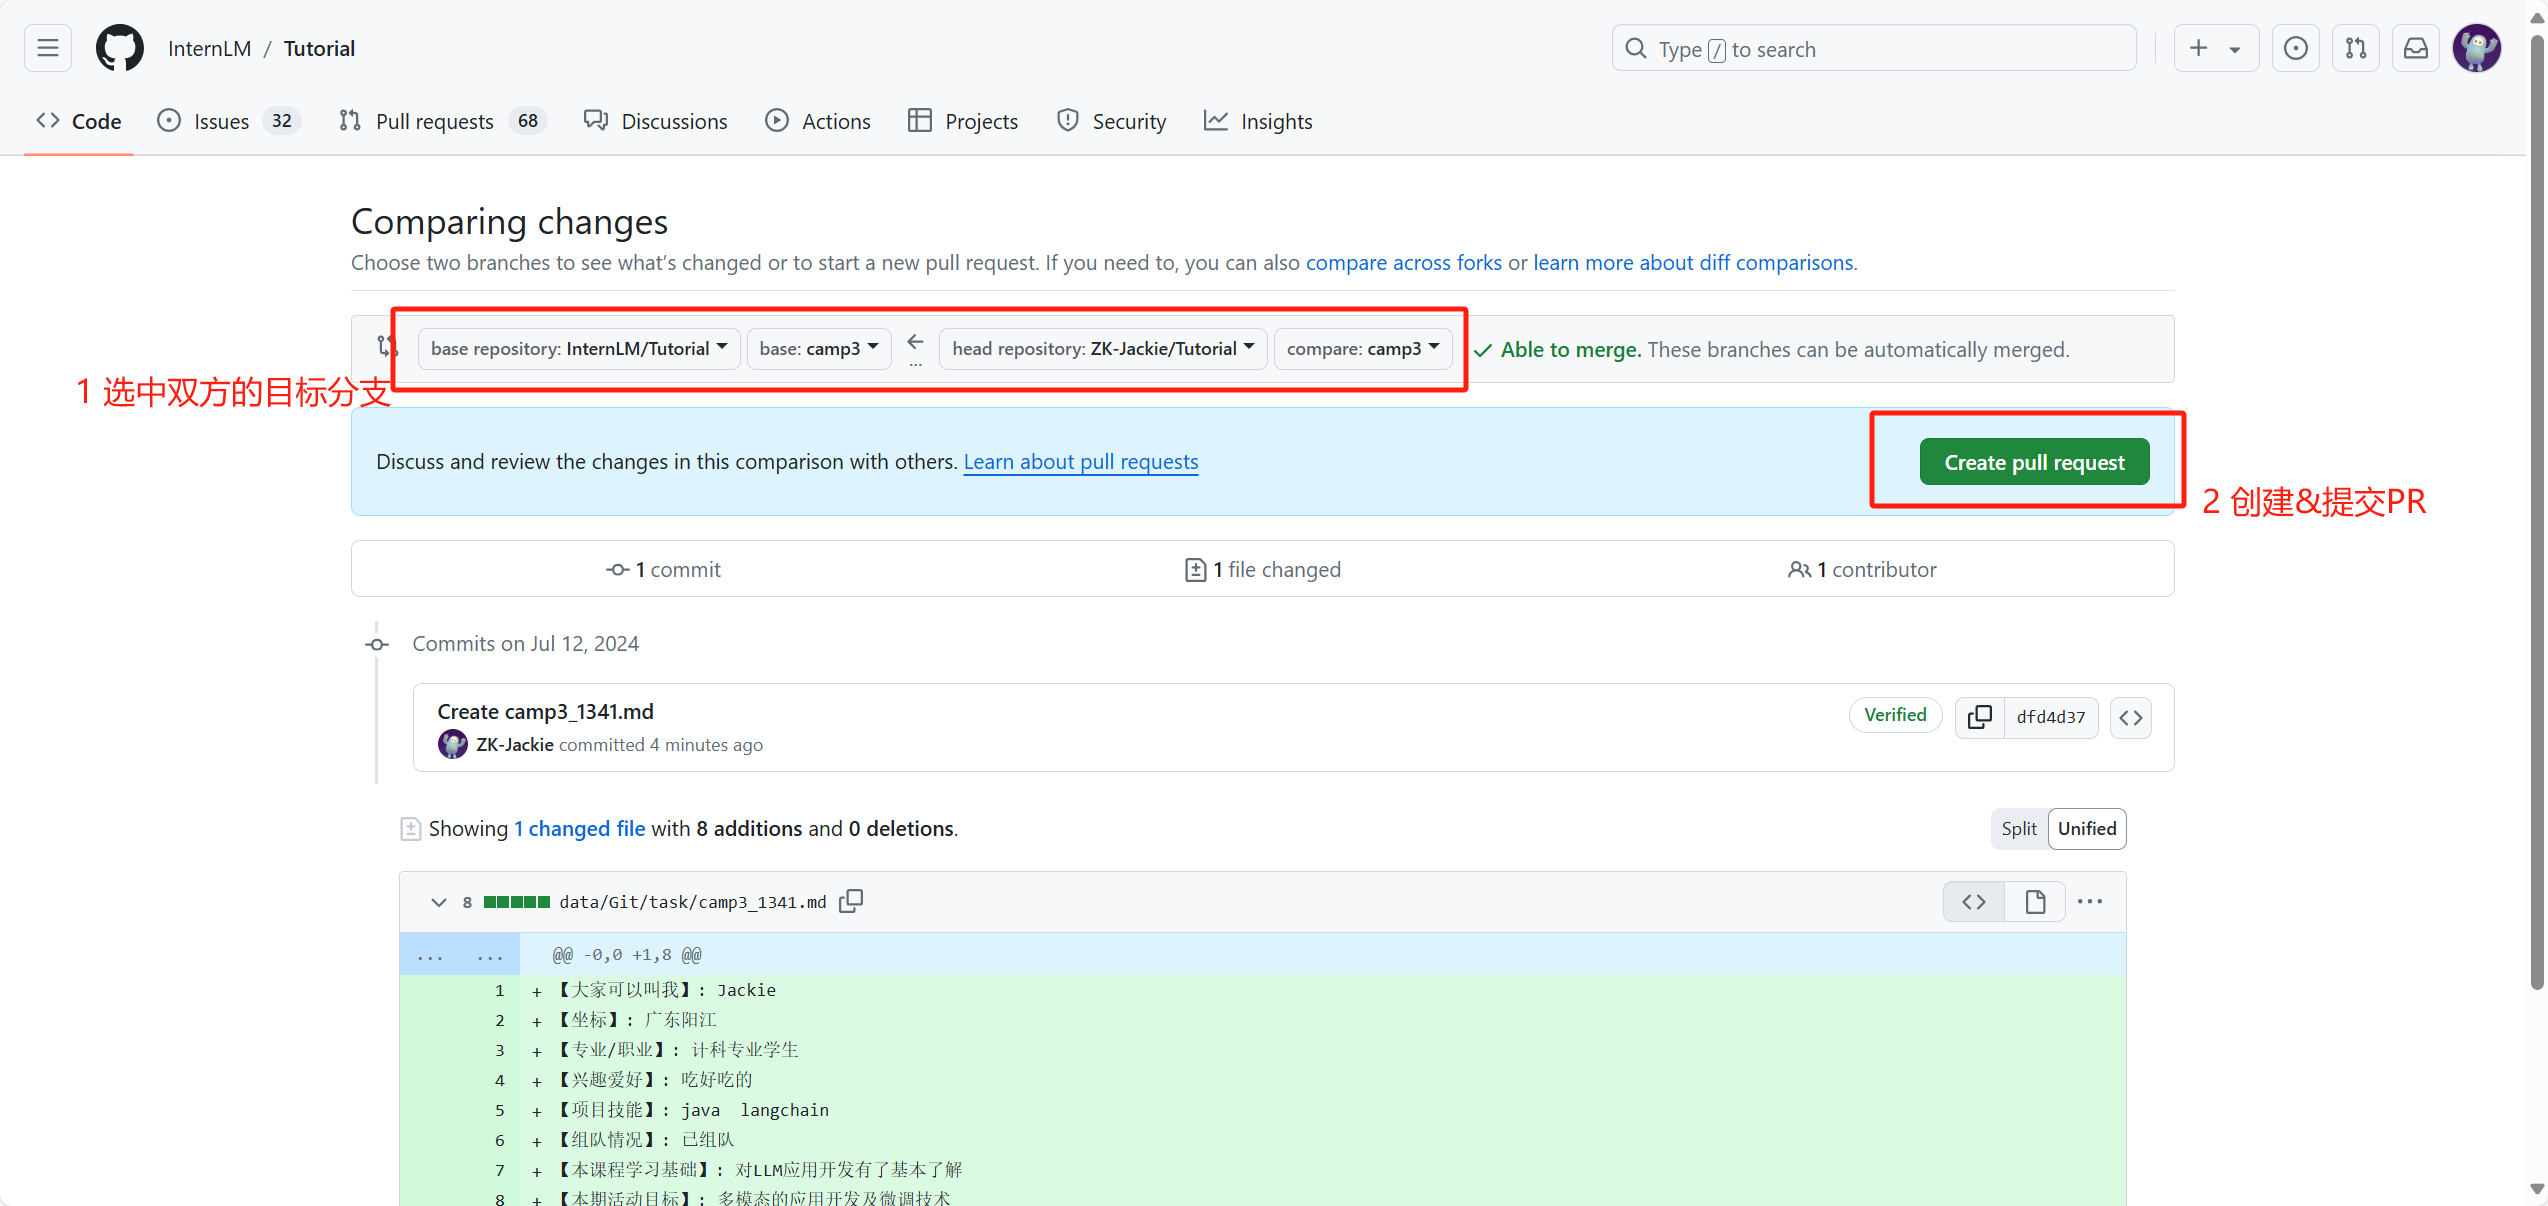 InternLM / Tutorial
Type / to search
Code
Issues 32
Pull requests 68
Discussions
Actions
Projects
Security
Insights
Comparing changes
Choose two branches to see what's changed or to start a new pull request. If you need to, you can also compare across forks or learn more about diff comparisons.
base repository: InternLM/Tutorial base: camp3 ← ... head repository: ZK-Jackie/Tutorial compare: camp3 ✓ Able to merge. These branches can be automatically merged.
1 选中双方的目标分支
Discuss and review the changes in this comparison with others. Learn about pull requests
Create pull request
2 创建&提交PR
1 commit
1 file changed
1 contributor
Commits on Jul 12, 2024
Create camp3_1341.md
ZK-Jackie committed 4 minutes ago
Verified
dfd4d37
Showing 1 changed file with 8 additions and 0 deletions.
Split Unified
8 data/Git/task/camp3_1341.md
... ... @@ -0,0 +1,8 @@
1 + 【大家可以叫我】: Jackie
2 + 【坐标】: 广东阳江
3 + 【专业/职业】: 计科专业学生
4 + 【兴趣爱好】: 吃好吃的
5 + 【项目技能】: java  langchain
6 + 【组队情况】: 已组队
7 + 【本课程学习基础】: 对LLM应用开发有了基本了解
8 + 【本期活动目标】: 多模态的应用开发及微调技术